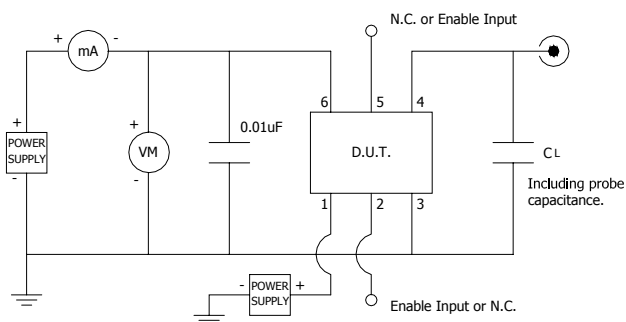 N.C. or Enable Input
+ mA -
6 5 4
0.01uF
+
POWER
SUPPLY
-
+
VM
-
D.U.T.
CL
Including probe
capacitance.
1 2 3
- POWER
SUPPLY +
Enable Input or N.C.